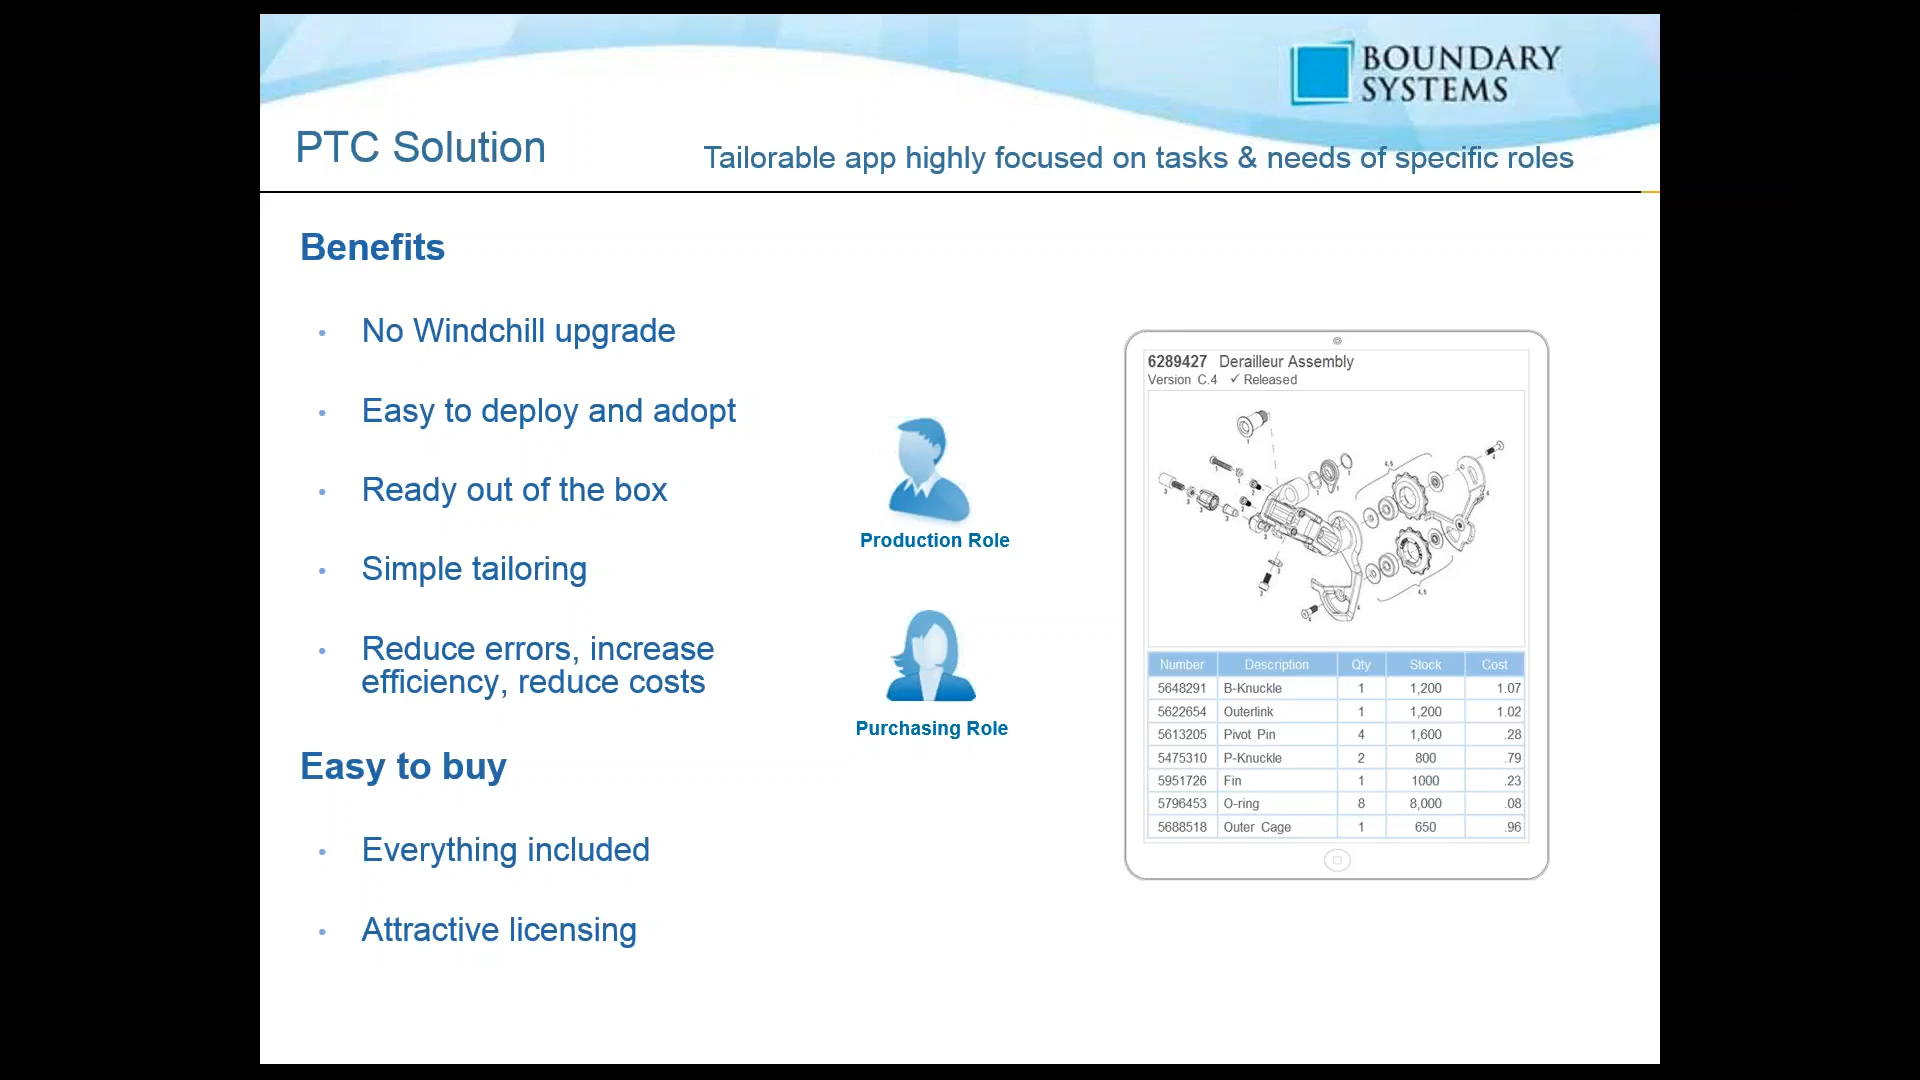 BOUNDARY
SYSTEMS
PTC Solution
Tailorable app highly focused on tasks & needs of specific roles
Benefits
• No Windchill upgrade
• Easy to deploy and adopt
• Ready out of the box
• Simple tailoring
• Reduce errors, increase
efficiency, reduce costs
Easy to buy
• Everything included
• Attractive licensing
Production Role
Purchasing Role
6289427 Derailleur Assembly
Version C.4 ✓ Released
Number Description Qty Stock Cost
5648291 B-Knuckle 1 1,200 1.07
5622654 Outerlink 1 1,200 1.02
5613205 Pivot Pin 4 1,600 .28
5475310 P-Knuckle 2 800 .79
5951726 Fin 1 1000 .23
5796453 O-ring 8 8,000 .08
5688518 Outer Cage 1 650 .96